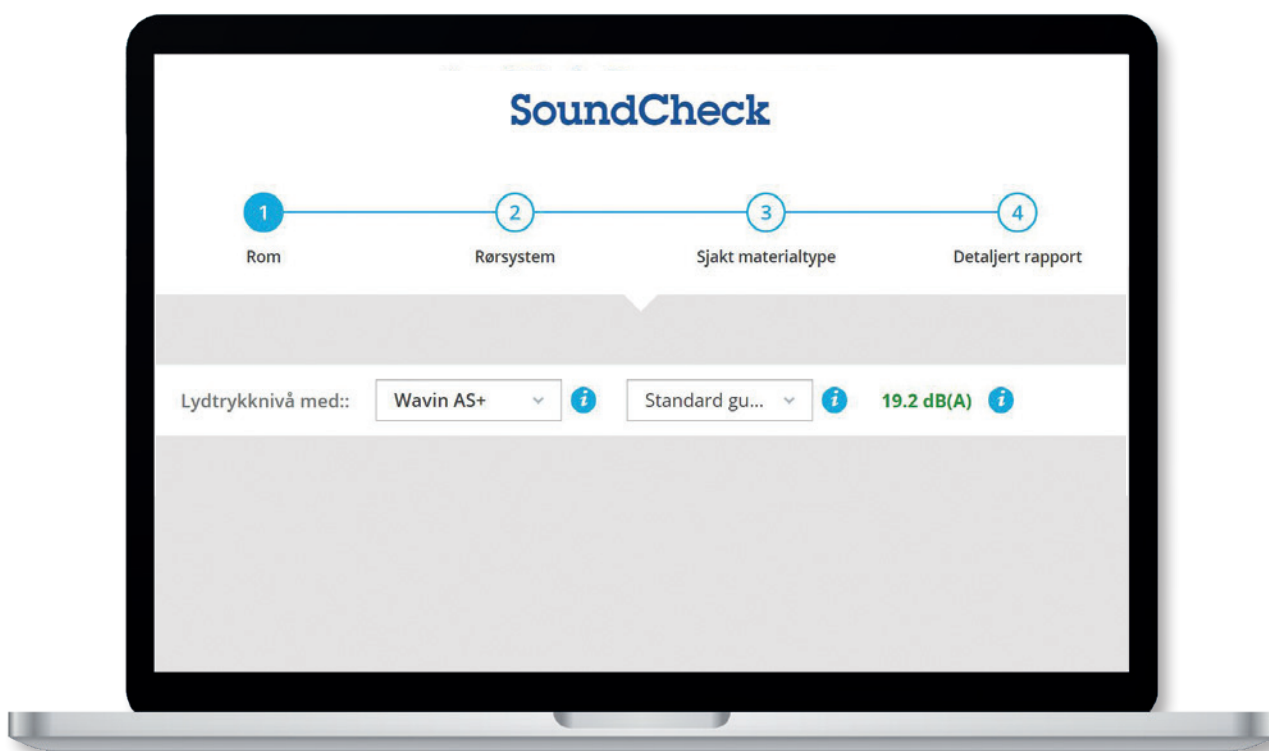 SoundCheck
1 2 3 4
Rom Rørsystem Sjakt materialtype Detaljert rapport
Lydtrykknivå med:: Wavin AS+ i Standard gu... i 19.2 dB(A) i